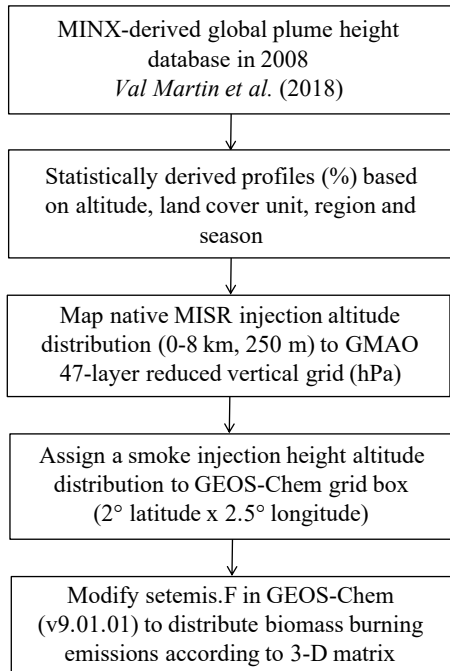 MINX-derived global plume height
database in 2008
Val Martin et al. (2018)
Statistically derived profiles (%) based
on altitude, land cover unit, region and
season
Map native MISR injection altitude
distribution (0-8 km, 250 m) to GMAO
47-layer reduced vertical grid (hPa)
Assign a smoke injection height altitude
distribution to GEOS-Chem grid box
(2° latitude x 2.5° longitude)
Modify setemis.F in GEOS-Chem
(v9.01.01) to distribute biomass burning
emissions according to 3-D matrix